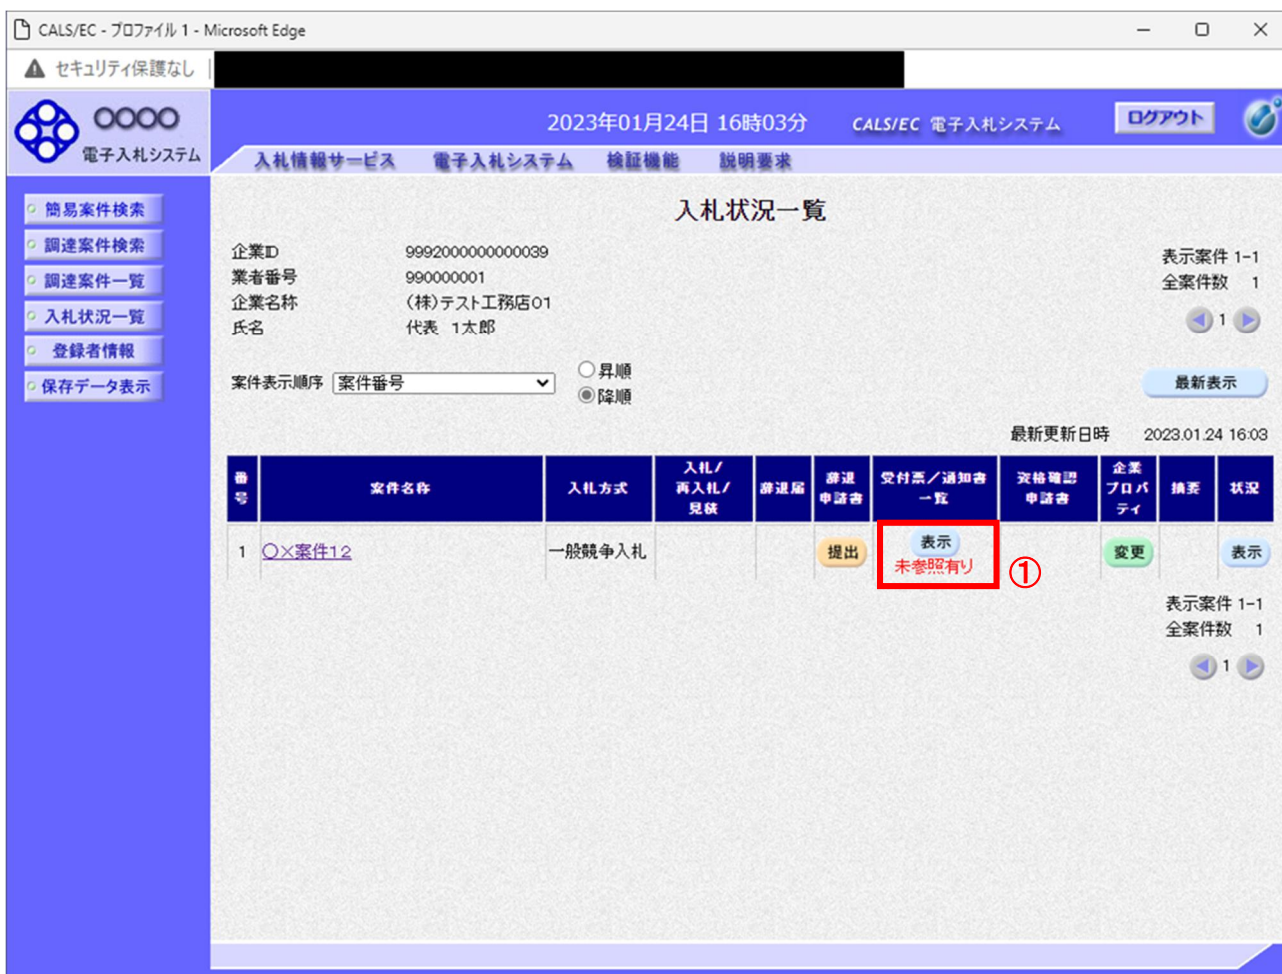 CALS/EC - プロファイル 1 - Microsoft Edge
セキュリティ保護なし
〇〇〇〇
電子入札システム
2023年01月24日 16時03分
CALS/EC 電子入札システム
ログアウト
入札情報サービス
電子入札システム
検証機能
説明要求
簡易案件検索
調達案件検索
調達案件一覧
入札状況一覧
登録者情報
保存データ表示
入札状況一覧
企業ID 9992000000000039
業者番号 990000001
企業名称 (株)テスト工務店01
氏名 代表 1太郎
表示案件 1-1
全案件数 1
1
案件表示順序 案件番号
昇順
降順
最新表示
最新更新日時 2023.01.24 16:03
番号
案件名称
入札方式
入札/
再入札/
見積
辞退届
辞退
申請書
受付票/通知書
一覧
資格確認
申請書
企業
プロパ
ティ
摘要
状況
1 〇×案件12 一般競争入札 提出 表示 変更 表示
未参照有り
①
表示案件 1-1
全案件数 1
1